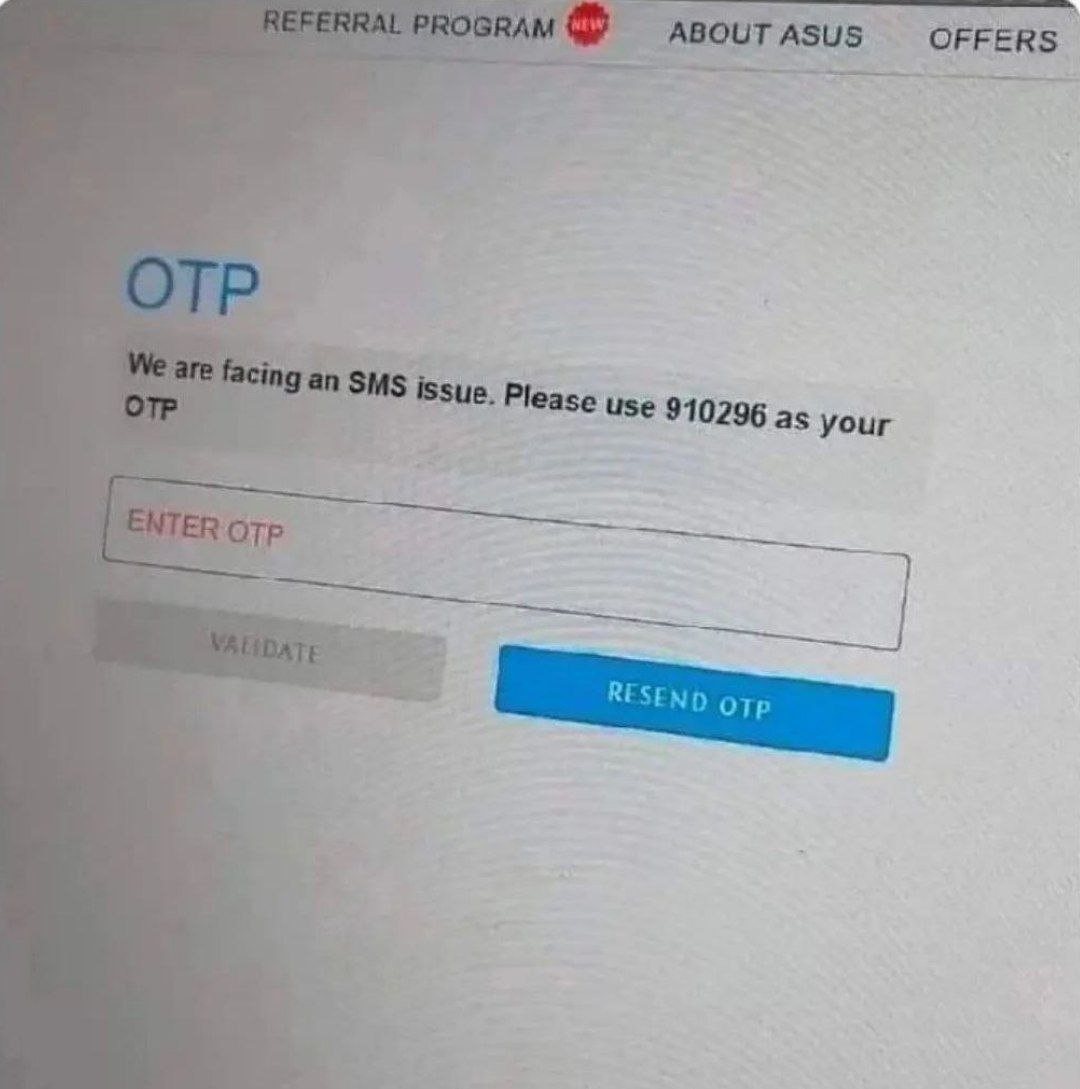 REFERRAL PROGRAM NEW ABOUT ASUS OFFERS
OTP
We are facing an SMS issue. Please use 910296 as your
OTP
ENTER OTP
VALIDATE RESEND OTP